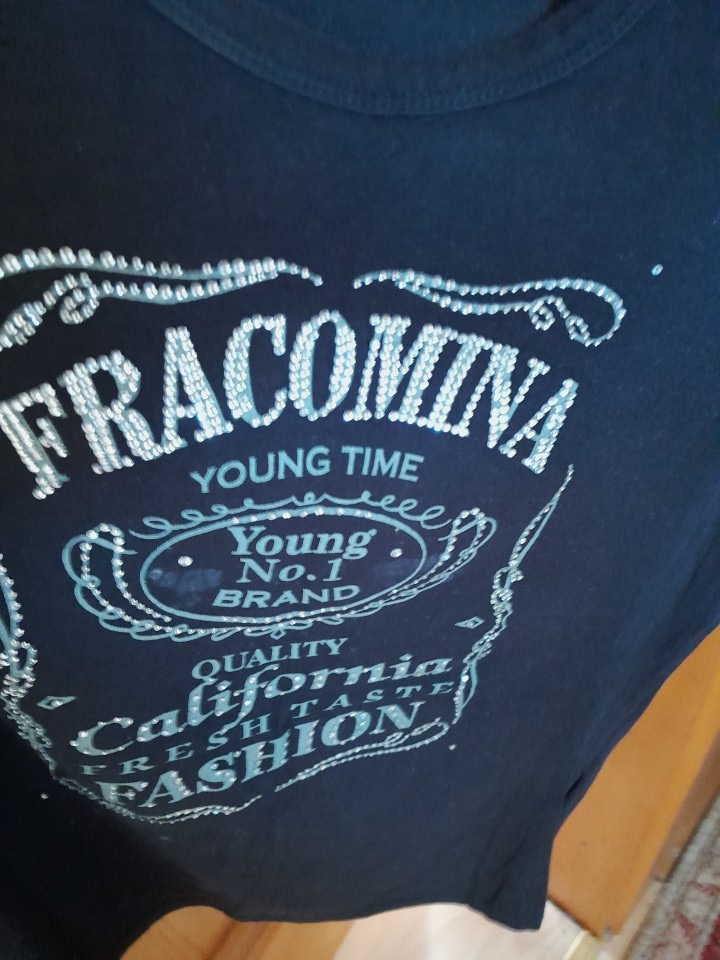 FRACOMINA
YOUNG TIME
Young
No.1
BRAND
QUALITY
California
FRESH TASTE
FASHION